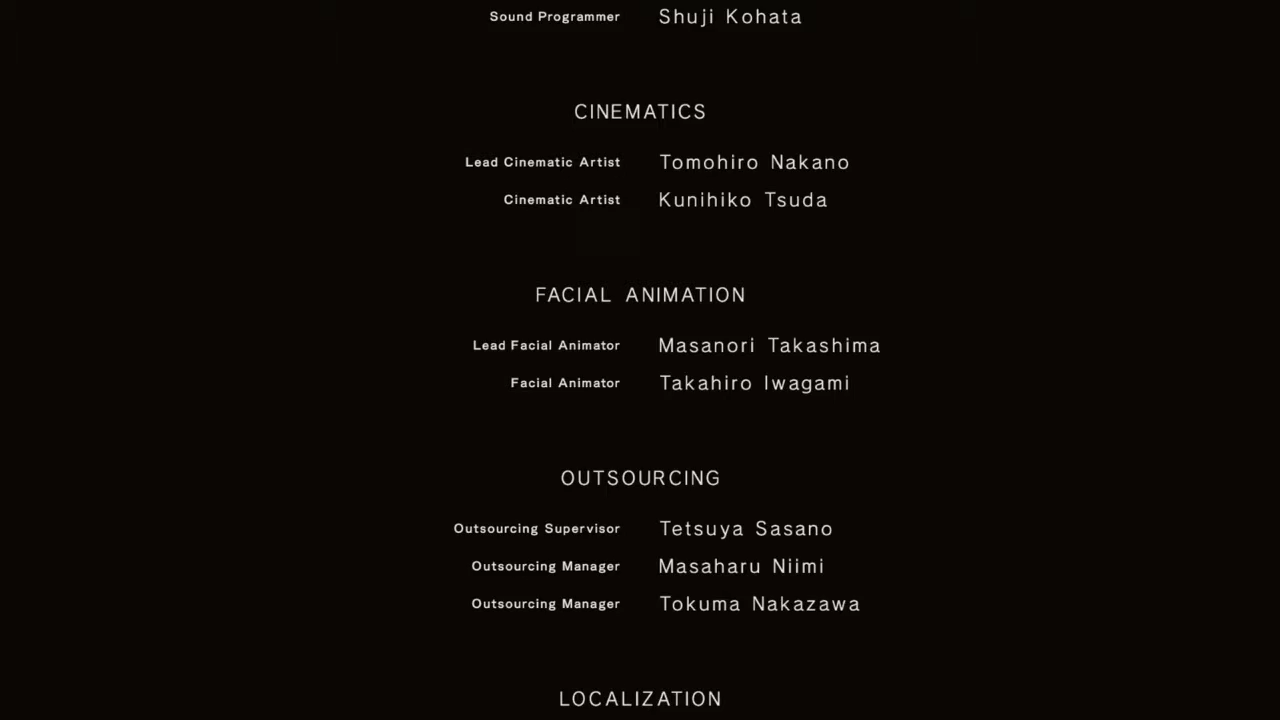 Sound Programmer Shuji Kohata
CINEMATICS
Lead Cinematic Artist Tomohiro Nakano
Cinematic Artist Kunihiko Tsuda
FACIAL ANIMATION
Lead Facial Animator Masanori Takashima
Facial Animator Takahiro Iwagami
OUTSOURCING
Outsourcing Supervisor Tetsuya Sasano
Outsourcing Manager Masaharu Niimi
Outsourcing Manager Tokuma Nakazawa
LOCALIZATION